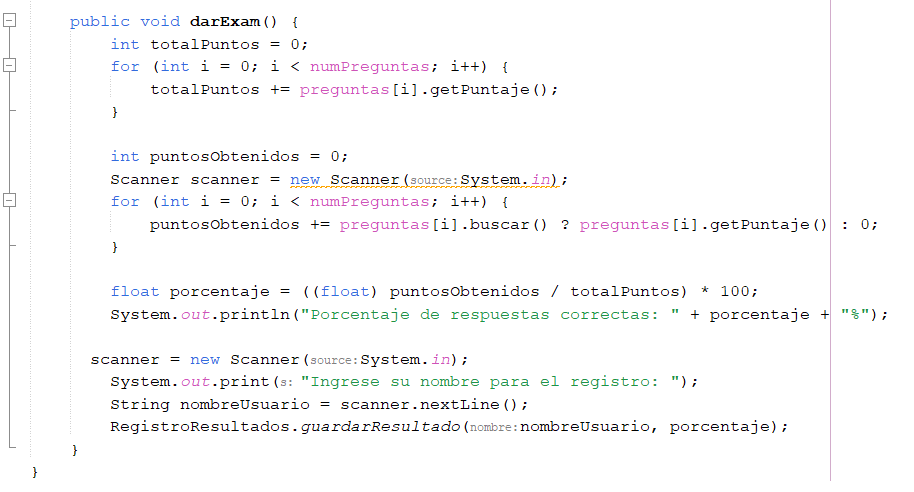 public void darExam() {
int totalPuntos = 0;
for (int i = 0; i < numPreguntas; i++) {
totalPuntos += preguntas[i].getPuntaje();
}
int puntosObtenidos = 0;
Scanner scanner = new Scanner(source:System.in);
for (int i = 0; i < numPreguntas; i++) {
puntosObtenidos += preguntas[i].buscar() ? preguntas[i].getPuntaje() : 0;
}
float porcentaje = ((float) puntosObtenidos / totalPuntos) * 100;
System.out.println("Porcentaje de respuestas correctas: " + porcentaje + "%");
scanner = new Scanner(source:System.in);
System.out.print(s: "Ingrese su nombre para el registro: ");
String nombreUsuario = scanner.nextLine();
RegistroResultados.guardarResultado(nombre:nombreUsuario, porcentaje);
}
}